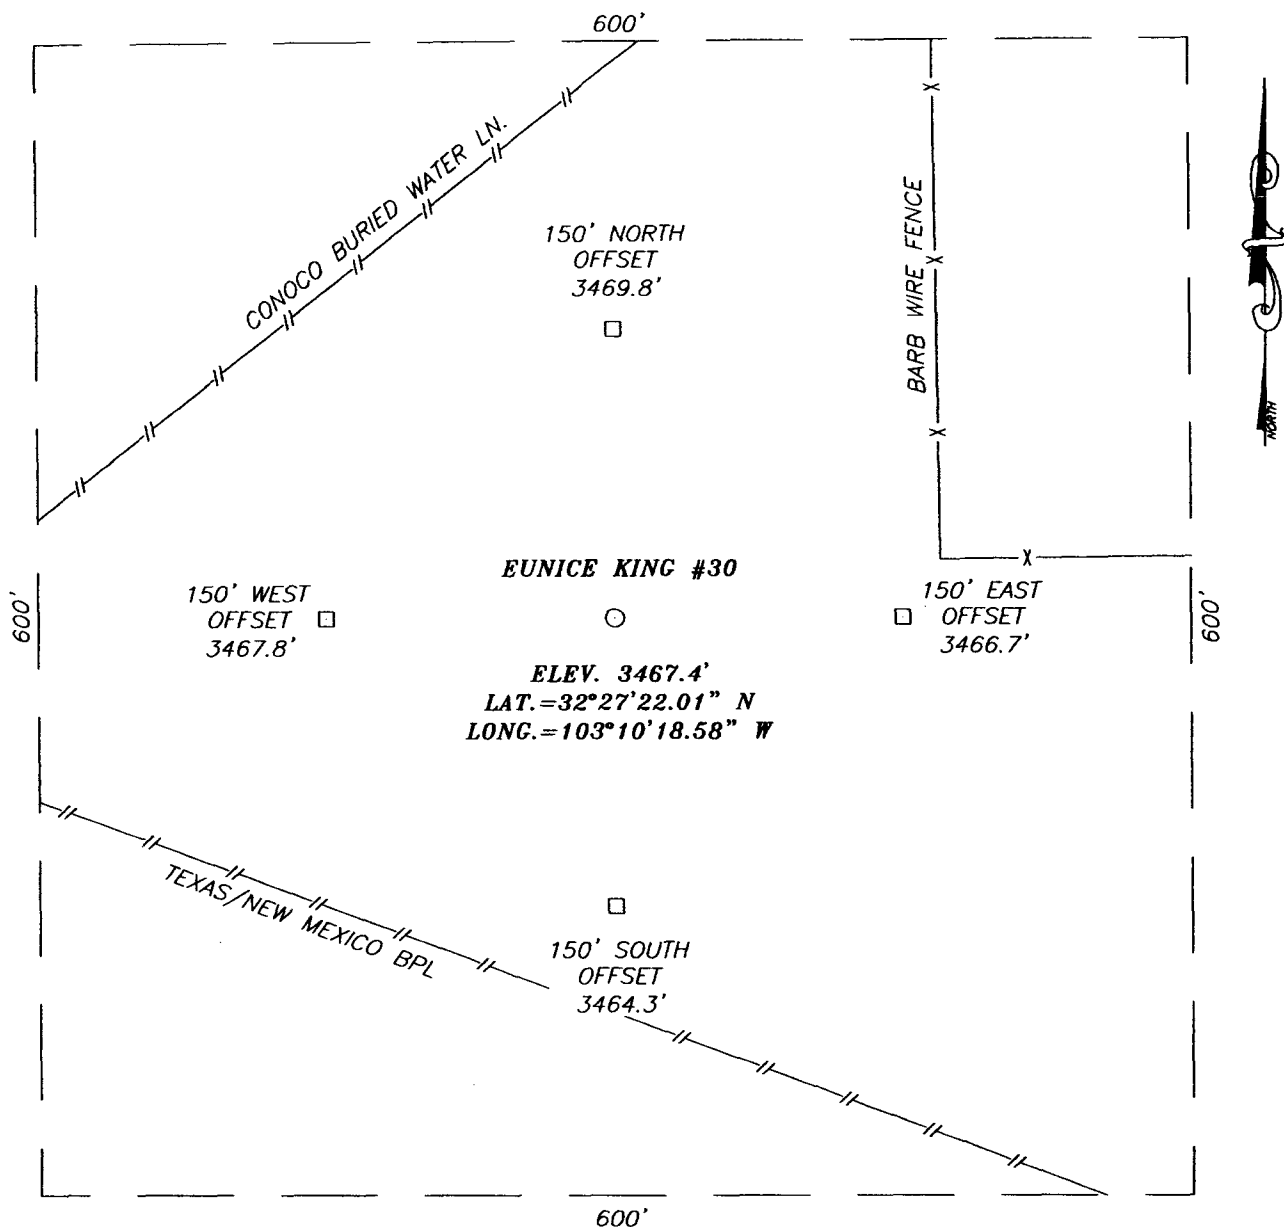 600'
CONOCO BURIED WATER LN.
150' NORTH
OFFSET
3469.8'
BARB WIRE FENCE
NORTH
EUNICE KING #30
150' WEST
OFFSET
3467.8'
150' EAST
OFFSET
3466.7'
600'
600'
ELEV. 3467.4'
LAT.=32°27'22.01" N
LONG.=103°10'18.58" W
TEXAS/NEW MEXICO BPL
150' SOUTH
OFFSET
3464.3'
600'